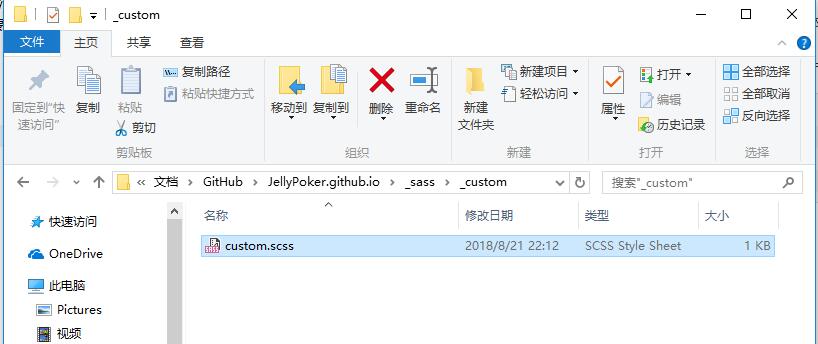 _custom
文件 主页 共享 查看
固定到"快速访问"
复制
粘贴
复制路径
粘贴快捷方式
剪切
剪贴板
移动到 复制到 删除 重命名
组织
新建文件夹
新建项目
轻松访问
新建
属性
打开
编辑
历史记录
打开
全部选择
全部取消
反向选择
选择
« 文档 > GitHub > JellyPoker.github.io > _sass > _custom
搜索"_custom"
名称 修改日期 类型 大小
custom.scss 2018/8/21 22:12 SCSS Style Sheet 1 KB
快速访问
OneDrive
此电脑
Pictures
视频